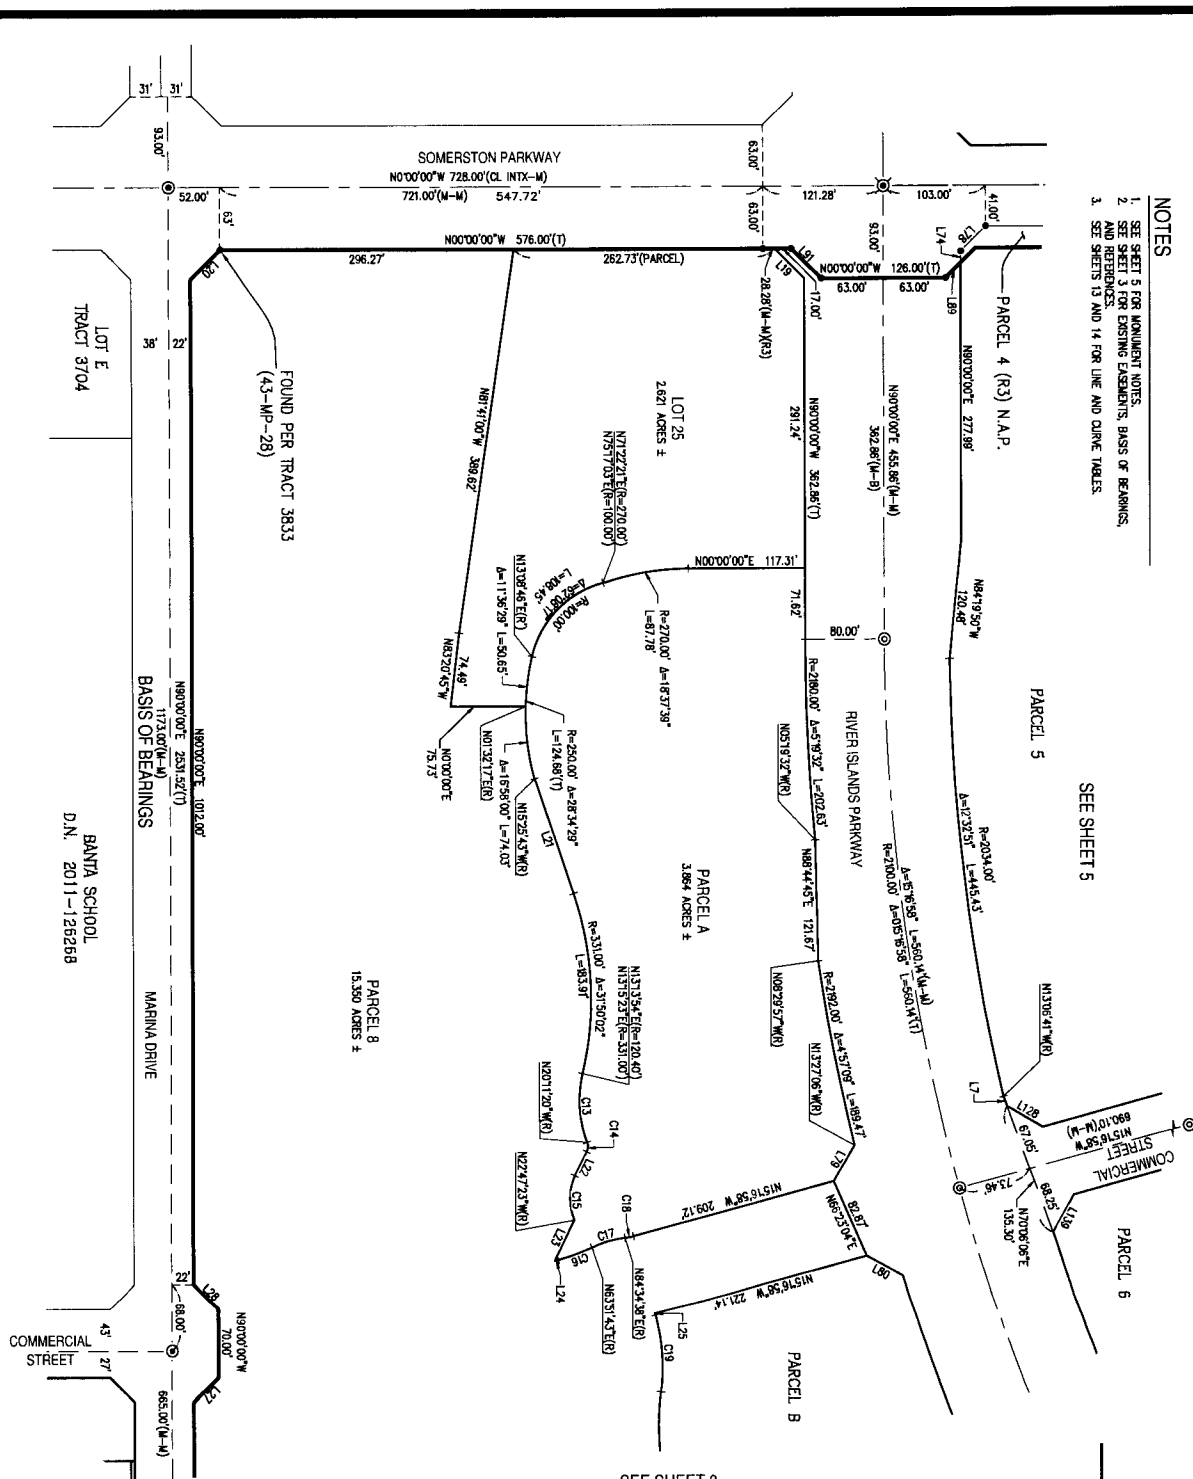 NOTES
1. SEE SHEET 5 FOR MONUMENT NOTES.
2. SEE SHEET 3 FOR EXISTING EASEMENTS, BASIS OF BEARINGS,
AND REFERENCES.
3. SEE SHEETS 13 AND 14 FOR LINE AND CURVE TABLES.
31'
31'
93.00'
SOMERSTON PARKWAY
N0°00'00"W 728.00'(CL INTX-M)
721.00'(M-M)
547.72'
52.00'
63'
63.00'
63.00'
121.28'
93.00'
103.00'
41.00'
L78
L74
L89
PARCEL 4 (R3) N.A.P.
N00°00'00"W 576.00'(T)
296.27'
262.73'(PARCEL)
L20
L19
L91
28.28'(M-M)(R3)
17.00'
N00°00'00"W 126.00'(T)
63.00'
63.00'
LOT E
TRACT 3704
38'
22'
FOUND PER TRACT 3833
(43-MP-28)
N81°41'00"W 389.62'
LOT 25
2.621 ACRES ±
N90°00'00"W 362.86'(T)
291.24'
71.62'
N90°00'00"E 455.86'(M-M)
362.86'(M-B)
N90°00'00"E 277.99'
N84°19'50"W
120.48'
N71°22'21"E(R=270.00')
N75°17'03"E(R=100.00')
N00°00'00"E 117.31'
R=270.00' Δ=18°37'39"
L=87.78'
R=100.00'
Δ=62°08'17"
L=108.45'
N13°08'46"E(R')
Δ=11°36'29" L=50.65'
74.49'
N83°20'45"W
N0°00'00"E
75.73'
N01°32'17"E(R)
Δ=16°58'00" L=74.03'
R=250.00' Δ=28°34'29"
L=124.68'(T)
N15°25'43"W(R)
L21
80.00'
RIVER ISLANDS PARKWAY
R=2180.00' Δ=5°19'32" L=202.63'
N05°19'32"W(R)
N88°44'45"E 121.67'
N08°29'57"W(R)
R=2192.00' Δ=4°57'09" L=189.47'
N13°27'06"W(R)
Δ=15°16'58" L=560.14'(M-M)
R=2100.00' Δ=015°16'58" L=560.14'(T)
PARCEL 5
SEE SHEET 5
R=2034.00'
Δ=12°32'51" L=445.43'
N13°06'41"W(R)
L7
L128
67.05'
68.25'
73.46'
N15°16'58"W
690.10'(M-M)
COMMERCIAL
STREET
N70°06'06"E
135.30'
L139
PARCEL 6
PARCEL A
3.864 ACRES ±
R=331.00' Δ=31°50'02"
L=183.91'
N13°13'54"E(R=120.40')
N13°15'23"E(R=331.00')
C13
C14
N20°11'20"W(R)
L22
C15
N22°47'23"W(R)
L23
L24
C16
C17
C18
N63°51'43"E(R)
N84°34'38"E(R)
N15°16'58"W 209.12'
L79
82.87'
N66°23'04"E
L80
N15°16'58"W 221.14'
L25
C19
PARCEL B
PARCEL 8
15.350 ACRES ±
N90°00'00"E 1012.00'
N90°00'00"E 2531.52'(T)
1173.00'(M-M)
BASIS OF BEARINGS
BANTA SCHOOL
D.N. 2011-126268
MARINA DRIVE
22'
L28
68.00'
N90°00'00"W
70.00'
L27
43'
27'
COMMERCIAL
STREET
665.00'(M-M)